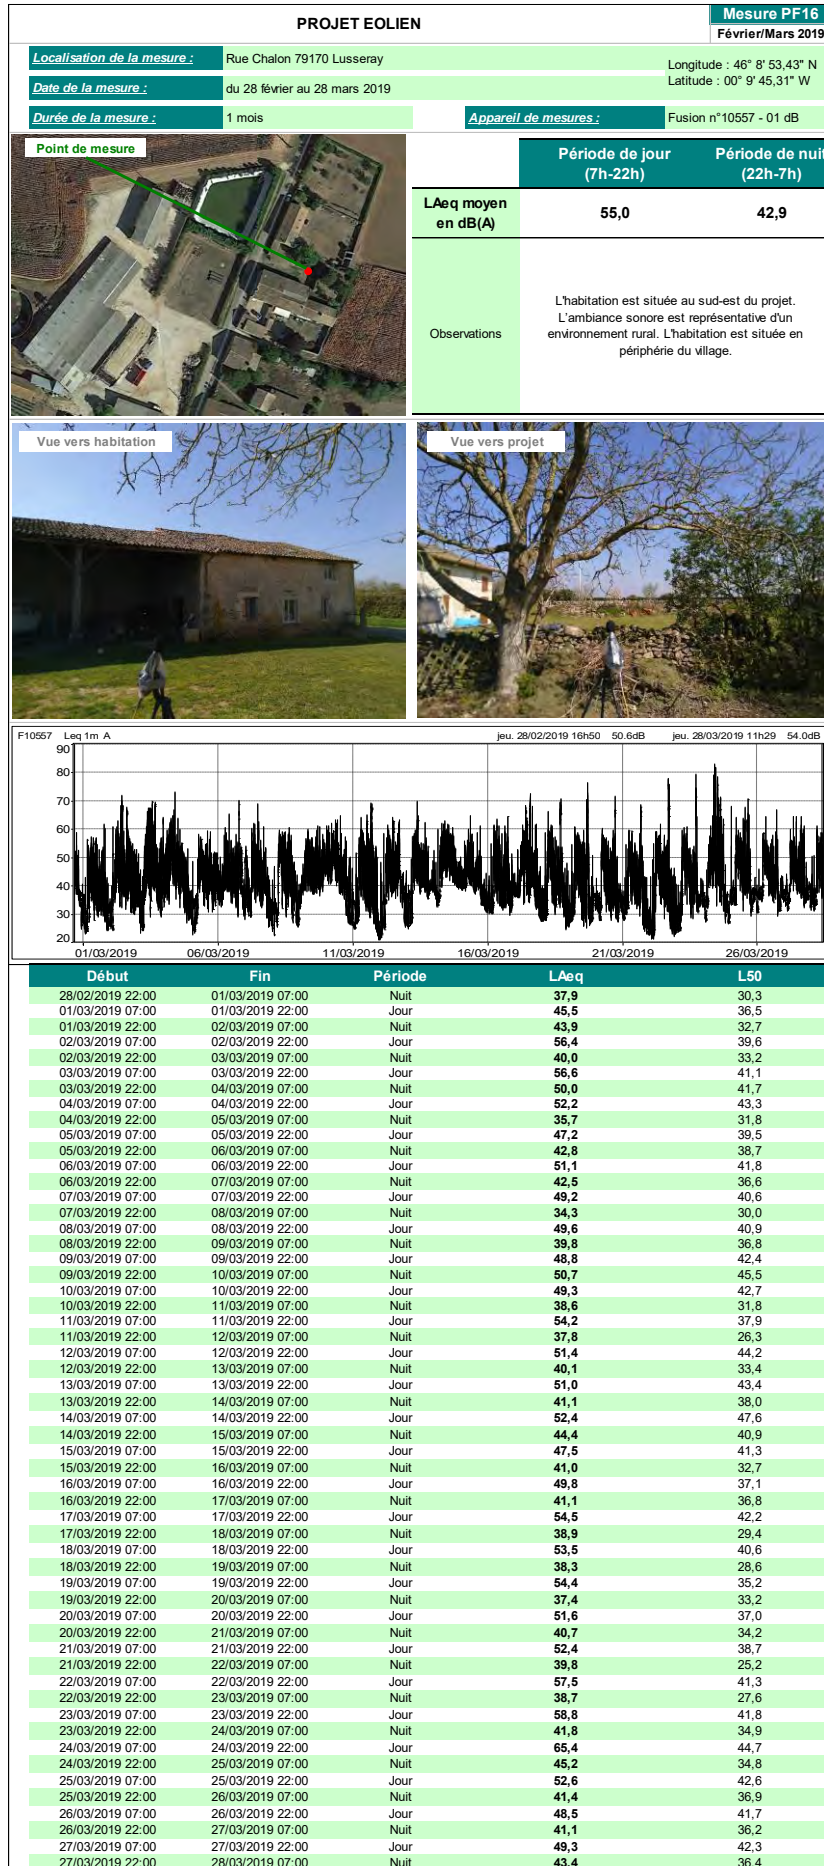 PROJET EOLIEN
Mesure PF16
Février/Mars 2019
Localisation de la mesure : Rue Chalon 79170 Lusseray
Longitude : 46° 8' 53,43" N
Latitude : 00° 9' 45,31" W
Date de la mesure : du 28 février au 28 mars 2019
Durée de la mesure : 1 mois Appareil de mesures : Fusion n°10557 - 01 dB
Point de mesure
Période de jour (7h-22h) Période de nuit (22h-7h)
LAeq moyen en dB(A) 55,0 42,9
Observations
L'habitation est située au sud-est du projet.
L'ambiance sonore est représentative d'un
environnement rural. L'habitation est située en
périphérie du village.
Vue vers habitation
Vue vers projet
F10557 Leq 1m A jeu. 28/02/2019 16h50 50.6dB jeu. 28/03/2019 11h29 54.0dB
90
80
70
60
50
40
30
20
01/03/2019 06/03/2019 11/03/2019 16/03/2019 21/03/2019 26/03/2019
Début Fin Période LAeq L50
28/02/2019 22:00 01/03/2019 07:00 Nuit 37,9 30,3
01/03/2019 07:00 01/03/2019 22:00 Jour 45,5 36,5
01/03/2019 22:00 02/03/2019 07:00 Nuit 43,9 32,7
02/03/2019 07:00 02/03/2019 22:00 Jour 56,4 39,6
02/03/2019 22:00 03/03/2019 07:00 Nuit 40,0 33,2
03/03/2019 07:00 03/03/2019 22:00 Jour 56,6 41,1
03/03/2019 22:00 04/03/2019 07:00 Nuit 50,0 41,7
04/03/2019 07:00 04/03/2019 22:00 Jour 52,2 43,3
04/03/2019 22:00 05/03/2019 07:00 Nuit 35,7 31,8
05/03/2019 07:00 05/03/2019 22:00 Jour 47,2 39,5
05/03/2019 22:00 06/03/2019 07:00 Nuit 42,8 38,7
06/03/2019 07:00 06/03/2019 22:00 Jour 51,1 41,8
06/03/2019 22:00 07/03/2019 07:00 Nuit 42,5 36,6
07/03/2019 07:00 07/03/2019 22:00 Jour 49,2 40,6
07/03/2019 22:00 08/03/2019 07:00 Nuit 34,3 30,0
08/03/2019 07:00 08/03/2019 22:00 Jour 49,6 40,9
08/03/2019 22:00 09/03/2019 07:00 Nuit 39,8 36,8
09/03/2019 07:00 09/03/2019 22:00 Jour 48,8 42,4
09/03/2019 22:00 10/03/2019 07:00 Nuit 50,7 45,5
10/03/2019 07:00 10/03/2019 22:00 Jour 49,3 42,7
10/03/2019 22:00 11/03/2019 07:00 Nuit 38,6 31,8
11/03/2019 07:00 11/03/2019 22:00 Jour 54,2 37,9
11/03/2019 22:00 12/03/2019 07:00 Nuit 37,8 26,3
12/03/2019 07:00 12/03/2019 22:00 Jour 51,4 44,2
12/03/2019 22:00 13/03/2019 07:00 Nuit 40,1 33,4
13/03/2019 07:00 13/03/2019 22:00 Jour 51,0 43,4
13/03/2019 22:00 14/03/2019 07:00 Nuit 41,1 38,0
14/03/2019 07:00 14/03/2019 22:00 Jour 52,4 47,6
14/03/2019 22:00 15/03/2019 07:00 Nuit 44,4 40,9
15/03/2019 07:00 15/03/2019 22:00 Jour 47,5 41,3
15/03/2019 22:00 16/03/2019 07:00 Nuit 41,0 32,7
16/03/2019 07:00 16/03/2019 22:00 Jour 49,8 37,1
16/03/2019 22:00 17/03/2019 07:00 Nuit 41,1 36,8
17/03/2019 07:00 17/03/2019 22:00 Jour 54,5 42,2
17/03/2019 22:00 18/03/2019 07:00 Nuit 38,9 29,4
18/03/2019 07:00 18/03/2019 22:00 Jour 53,5 40,6
18/03/2019 22:00 19/03/2019 07:00 Nuit 38,3 28,6
19/03/2019 07:00 19/03/2019 22:00 Jour 54,4 35,2
19/03/2019 22:00 20/03/2019 07:00 Nuit 37,4 33,2
20/03/2019 07:00 20/03/2019 22:00 Jour 51,6 37,0
20/03/2019 22:00 21/03/2019 07:00 Nuit 40,7 34,2
21/03/2019 07:00 21/03/2019 22:00 Jour 52,4 38,7
21/03/2019 22:00 22/03/2019 07:00 Nuit 39,8 25,2
22/03/2019 07:00 22/03/2019 22:00 Jour 57,5 41,3
22/03/2019 22:00 23/03/2019 07:00 Nuit 38,7 27,6
23/03/2019 07:00 23/03/2019 22:00 Jour 58,8 41,8
23/03/2019 22:00 24/03/2019 07:00 Nuit 41,8 34,9
24/03/2019 07:00 24/03/2019 22:00 Jour 65,4 44,7
24/03/2019 22:00 25/03/2019 07:00 Nuit 45,2 34,8
25/03/2019 07:00 25/03/2019 22:00 Jour 52,6 42,6
25/03/2019 22:00 26/03/2019 07:00 Nuit 41,4 36,9
26/03/2019 07:00 26/03/2019 22:00 Jour 48,5 41,7
26/03/2019 22:00 27/03/2019 07:00 Nuit 41,1 36,2
27/03/2019 07:00 27/03/2019 22:00 Jour 49,3 42,3
27/03/2019 22:00 28/03/2019 07:00 Nuit 43,4 36,4